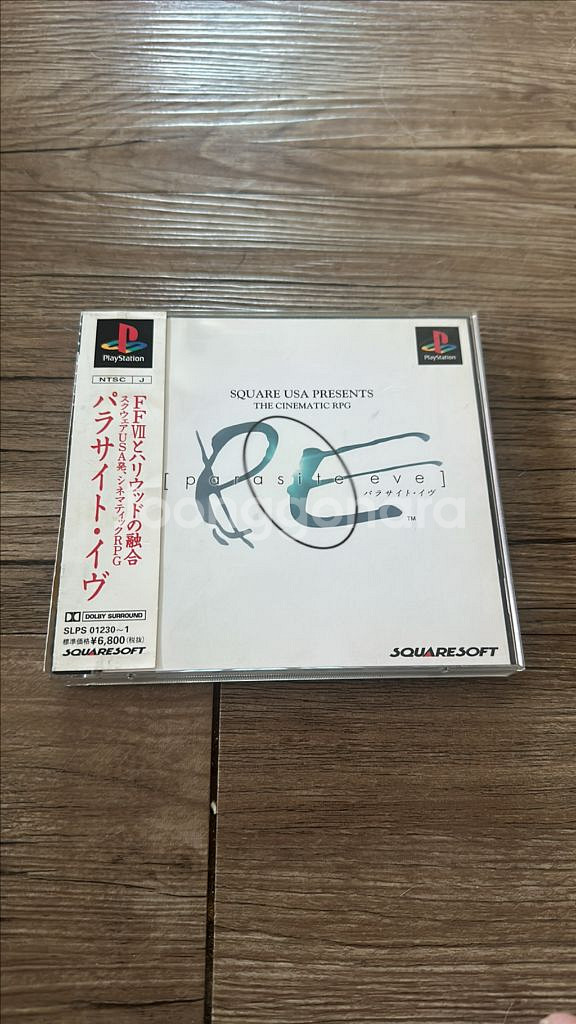 PlayStation
NTSC J
FFⅦとハリウッドの融合
スクウェアUSA発、シネマティックRPG
パラサイト・イヴ
DOLBY SURROUND
SLPS 01230~1
標準価格¥6,800(税抜)
SQUARESOFT
PlayStation
SQUARE USA PRESENTS
THE CINEMATIC RPG
PE
[parasite eve]
パラサイト・イヴ
TM
SQUARESOFT
joonggonara